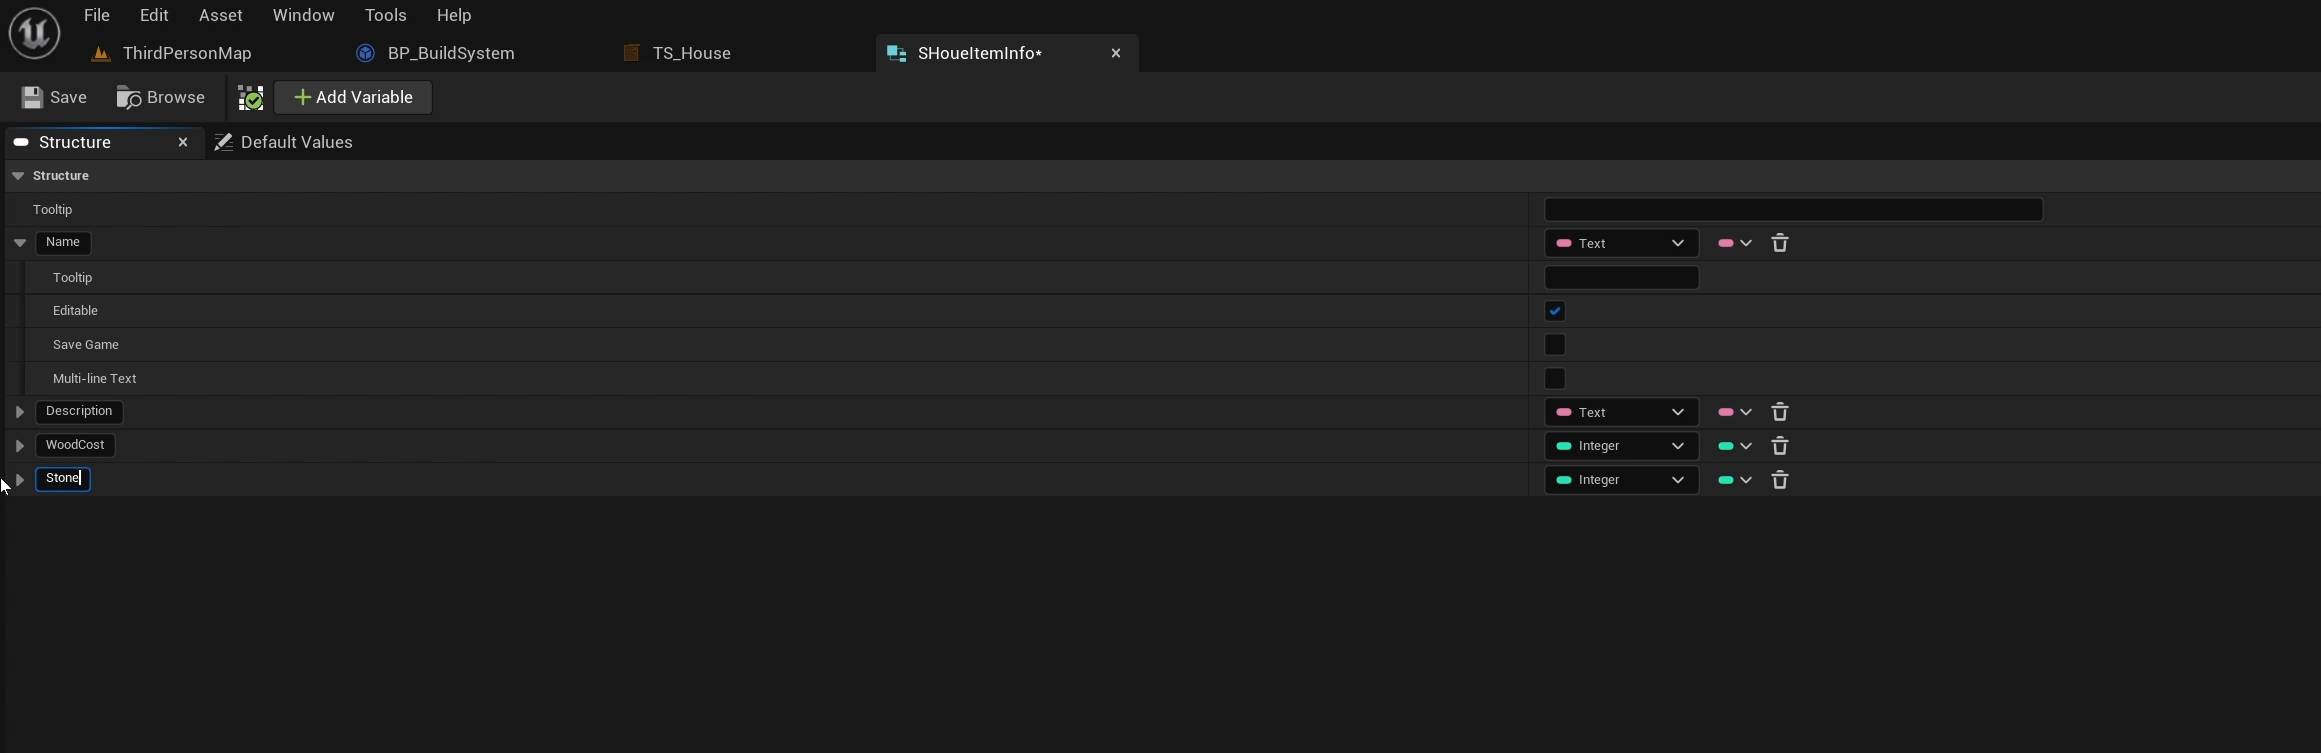 File Edit Asset Window Tools Help
ThirdPersonMap BP_BuildSystem TS_House SHoueItemInfo*
Save Browse Add Variable
Structure Default Values
Structure
Tooltip
Name Text
Tooltip
Editable
Save Game
Multi-line Text
Description Text
WoodCost Integer
Stone Integer